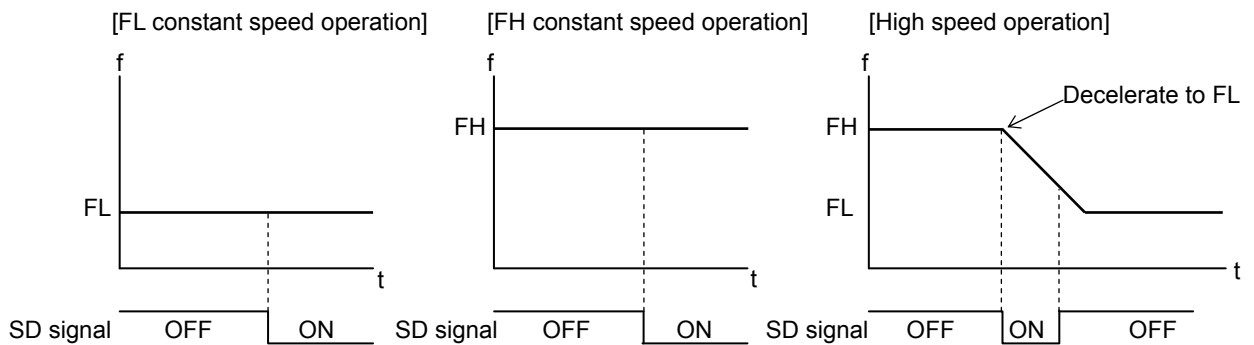 [FL constant speed operation] [FH constant speed operation] [High speed operation]
f f f
Decelerate to FL
FH FH
FL FL
t t t
SD signal OFF ON SD signal OFF ON SD signal OFF ON OFF